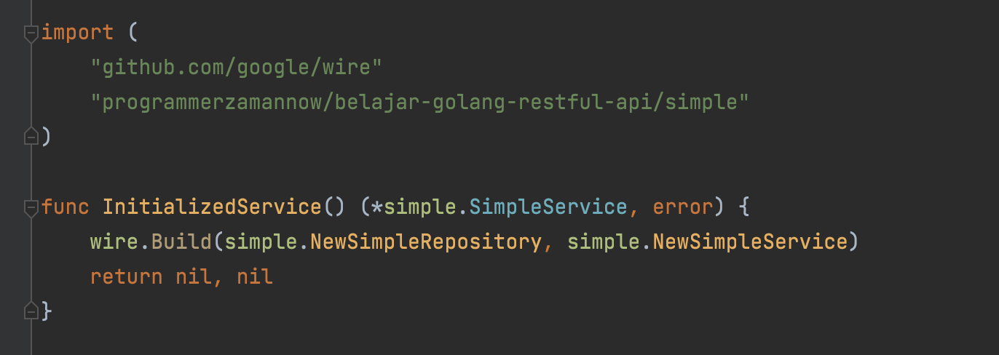 import (
    "github.com/google/wire"
    "programmerzamannow/belajar-golang-restful-api/simple"
)
func InitializedService() (*simple.SimpleService, error) {
    wire.Build(simple.NewSimpleRepository, simple.NewSimpleService)
    return nil, nil
}